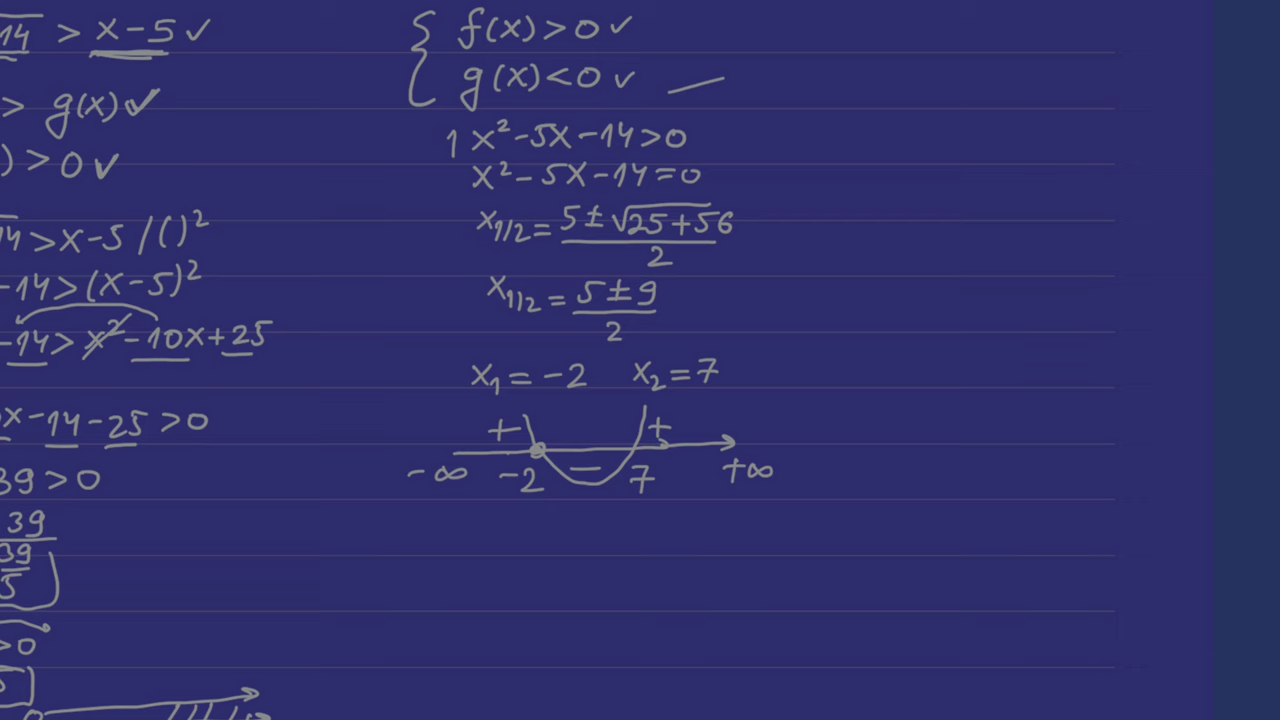 √14 > x-5 ✓
> g(x) ✓
) > 0 ✓
14 > x-5 /()²
-14 > (x-5)²
-14 > x²-10x+25
x-14-25 > 0
39 > 0
39
39
5
>0
5
{ f(x) > 0 ✓
g(x) < 0 ✓
1 x²-5x-14>0
x²-5x-14=0
x1/2 = 5±√25+56
2
x1/2 = 5±9
2
x1 = -2 x2 = 7
+ +
-∞ -2 − 7 +∞